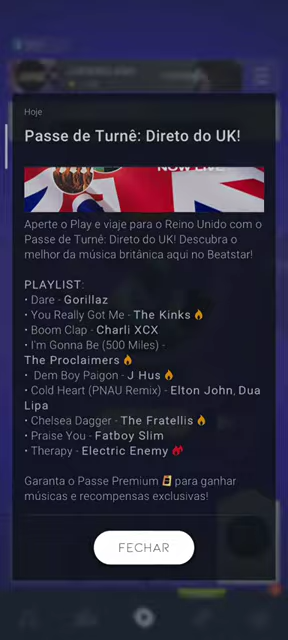 Hoje
Passe de Turnê: Direto do UK!
NOW LIVE
Aperte o Play e viaje para o Reino Unido com o
Passe de Turnê: Direto do UK! Descubra o
melhor da música britânica aqui no Beatstar!
PLAYLIST:
• Dare - Gorillaz
• You Really Got Me - The Kinks 🔥
• Boom Clap - Charli XCX
• I'm Gonna Be (500 Miles) -
The Proclaimers 🔥
• Dem Boy Paigon - J Hus 🔥
• Cold Heart (PNAU Remix) - Elton John, Dua
Lipa
• Chelsea Dagger - The Fratellis 🔥
• Praise You - Fatboy Slim
• Therapy - Electric Enemy
Garanta o Passe Premium para ganhar
músicas e recompensas exclusivas!
FECHAR